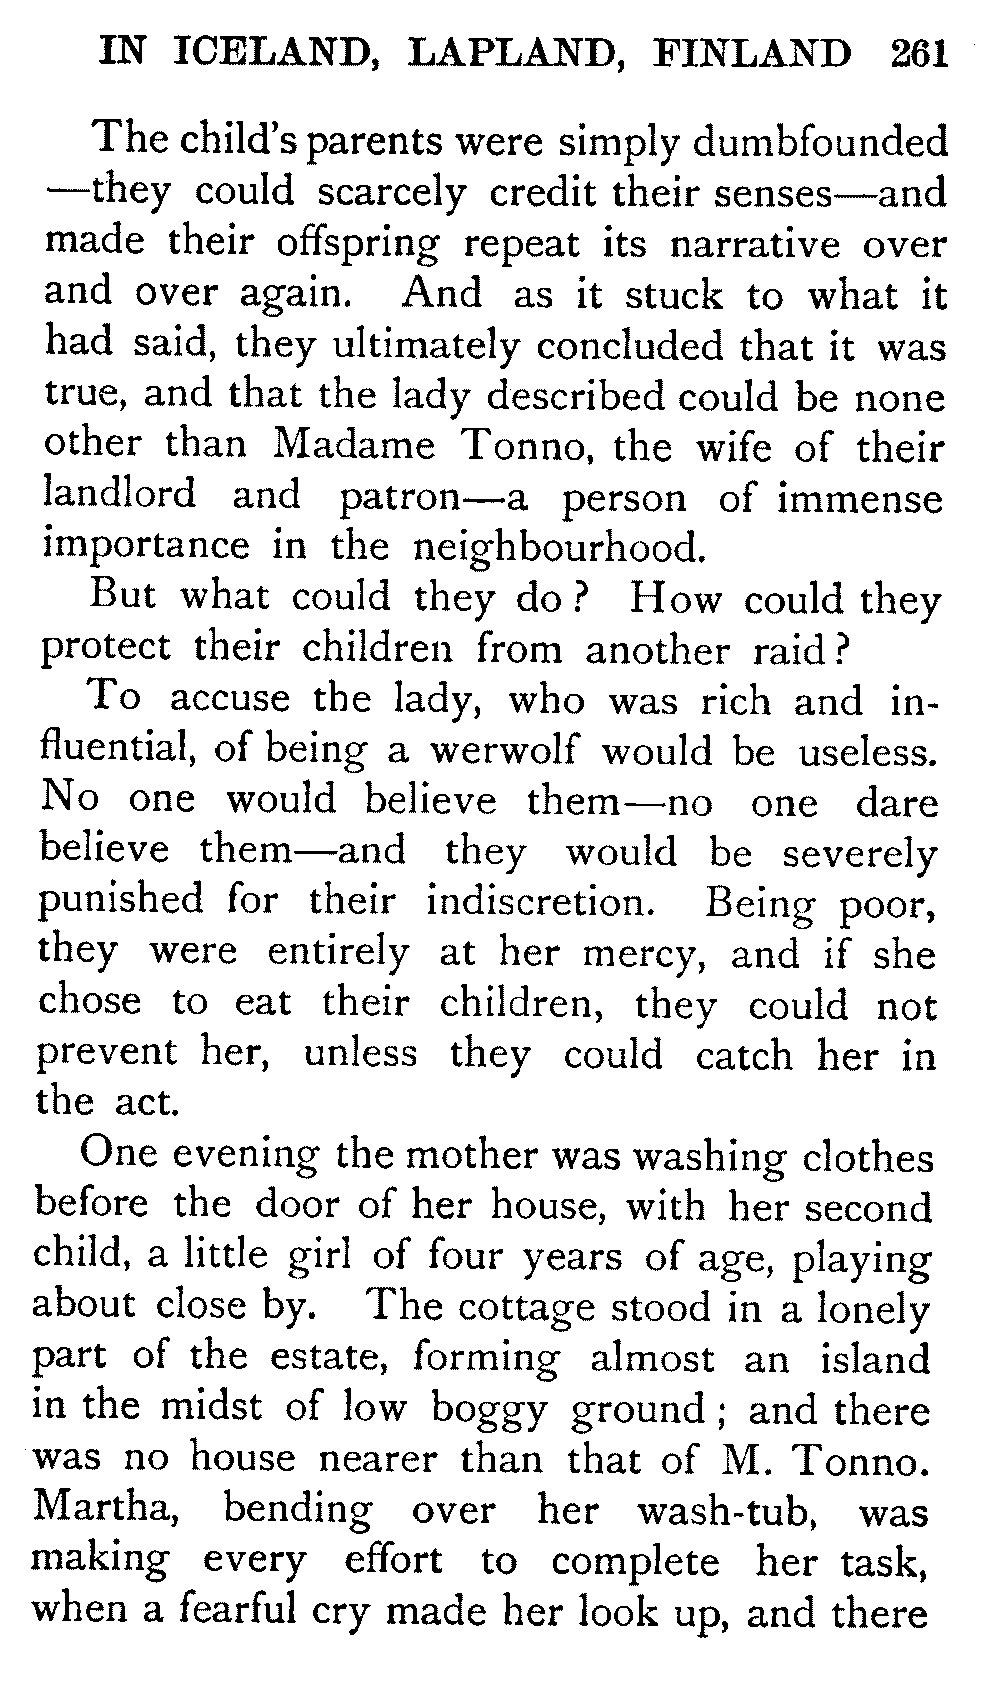 IN ICELAND, LAPLAND, FINLAND 261
The child's parents were simply dumbfounded
—they could scarcely credit their senses—and
made their offspring repeat its narrative over
and over again. And as it stuck to what it
had said, they ultimately concluded that it was
true, and that the lady described could be none
other than Madame Tonno, the wife of their
landlord and patron—a person of immense
importance in the neighbourhood.
But what could they do? How could they
protect their children from another raid?
To accuse the lady, who was rich and in-
fluential, of being a werwolf would be useless.
No one would believe them—no one dare
believe them—and they would be severely
punished for their indiscretion. Being poor,
they were entirely at her mercy, and if she
chose to eat their children, they could not
prevent her, unless they could catch her in
the act.
One evening the mother was washing clothes
before the door of her house, with her second
child, a little girl of four years of age, playing
about close by. The cottage stood in a lonely
part of the estate, forming almost an island
in the midst of low boggy ground; and there
was no house nearer than that of M. Tonno.
Martha, bending over her wash-tub, was
making every effort to complete her task,
when a fearful cry made her look up, and there